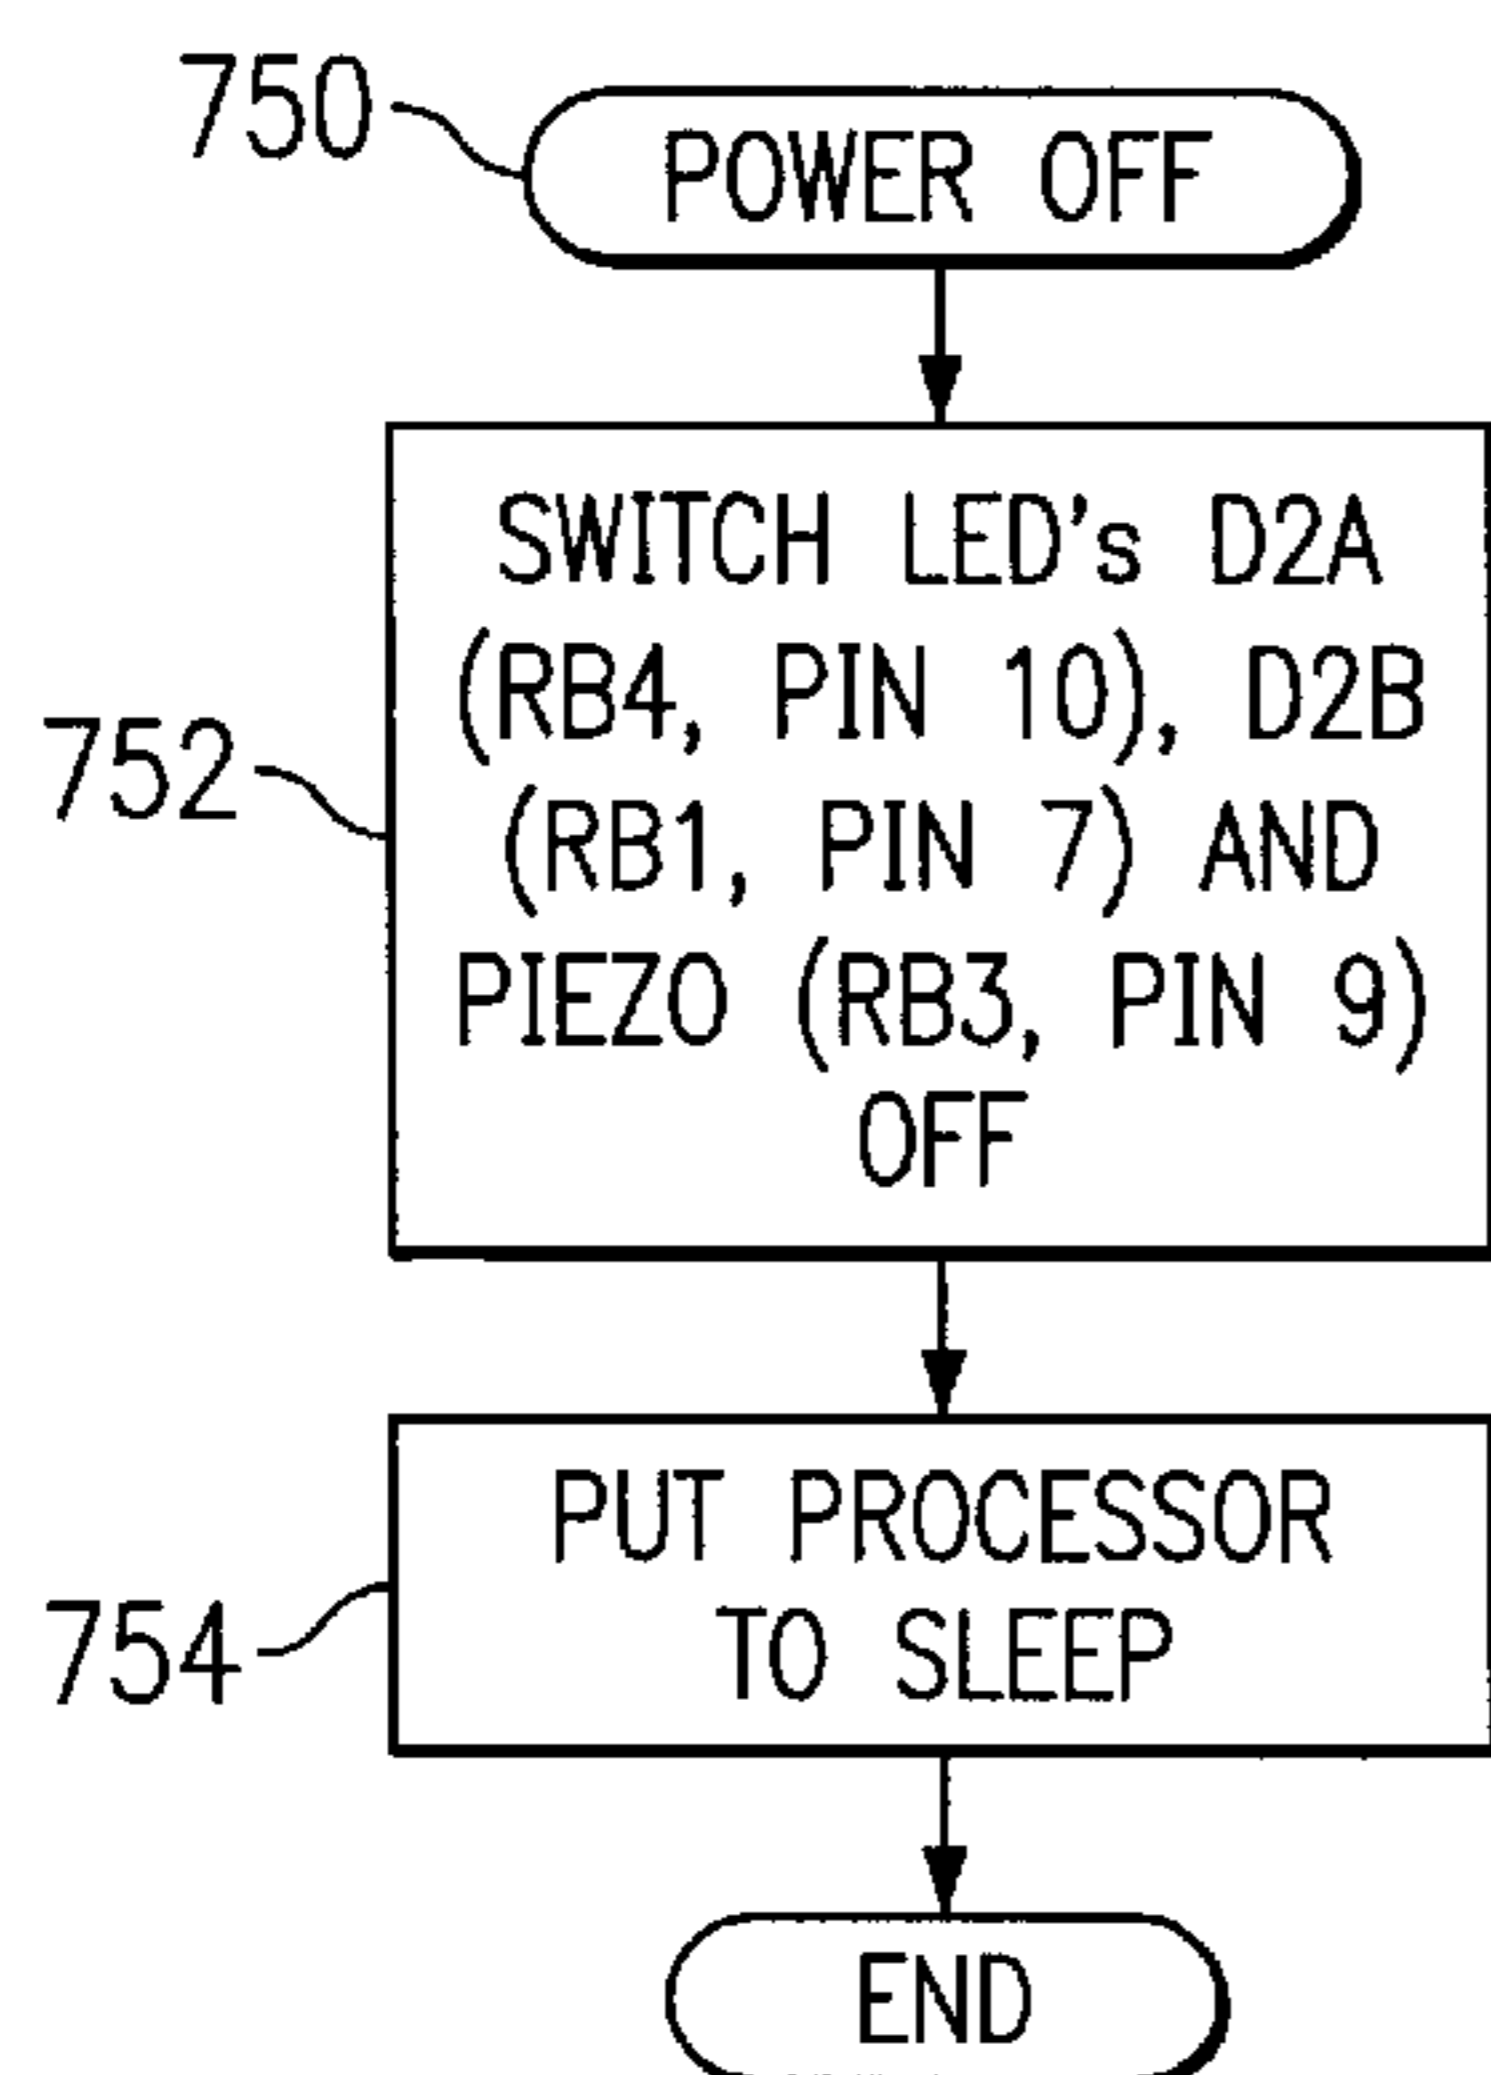 750
POWER OFF
SWITCH LED's D2A
(RB4, PIN 10), D2B
752
(RB1, PIN 7) AND
PIEZO (RB3, PIN 9)
OFF
PUT PROCESSOR
754
TO SLEEP
END